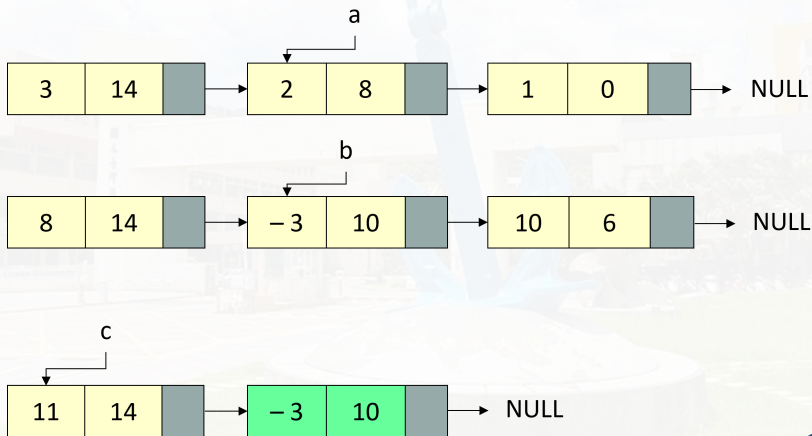 a
3 14 2 8 1 0 NULL
b
8 14 – 3 10 10 6 NULL
c
11 14 – 3 10 NULL